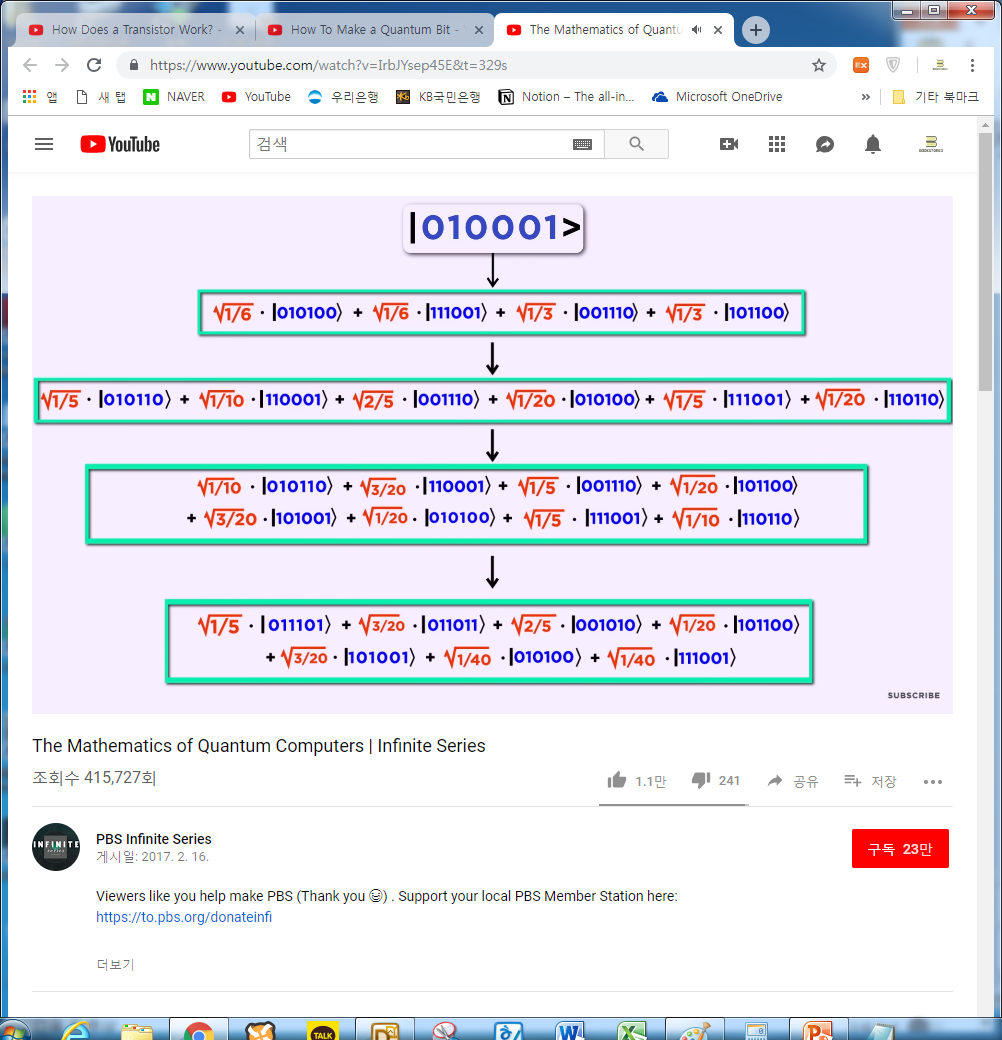 How Does a Transistor Work? -
How To Make a Quantum Bit -
The Mathematics of Quantu
https://www.youtube.com/watch?v=IrbJYsep45E&t=329s
앱 새 탭 NAVER YouTube 우리은행 KB국민은행 Notion – The all-in... Microsoft OneDrive » 기타 북마크
YouTube
검색
|010001>
√1/6 · |010100⟩ + √1/6 · |111001⟩ + √1/3 · |001110⟩ + √1/3 · |101100⟩
√1/5 · |010110⟩ + √1/10 · |110001⟩ + √2/5 · |001110⟩ + √1/20 · |010100⟩ + √1/5 · |111001⟩ + √1/20 · |110110⟩
√1/10 · |010110⟩ + √3/20 · |110001⟩ + √1/5 · |001110⟩ + √1/20 · |101100⟩
+ √3/20 · |101001⟩ + √1/20 · |010100⟩ + √1/5 · |111001⟩ + √1/10 · |110110⟩
√1/5 · |011101⟩ + √3/20 · |011011⟩ + √2/5 · |001010⟩ + √1/20 · |101100⟩
+ √3/20 · |101001⟩ + √1/40 · |010100⟩ + √1/40 · |111001⟩
SUBSCRIBE
The Mathematics of Quantum Computers | Infinite Series
조회수 415,727회
1.1만 241 공유 저장
INFINITE
series
PBS Infinite Series
게시일: 2017. 2. 16.
구독 23만
Viewers like you help make PBS (Thank you 😃) . Support your local PBS Member Station here:
https://to.pbs.org/donateinfi
더보기
TALK